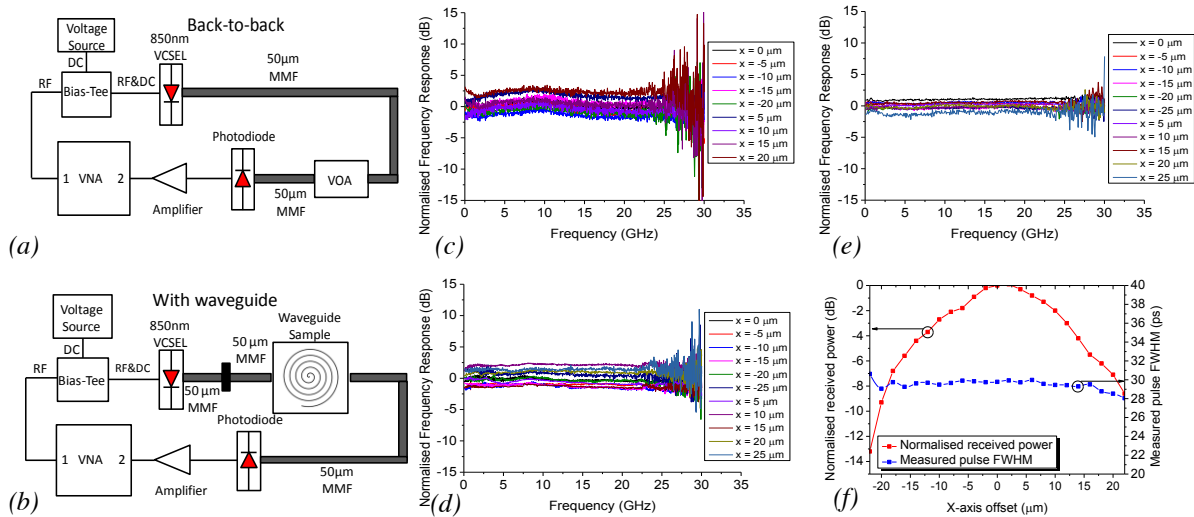 Back-to-back
Voltage
Source
DC
RF
Bias-Tee
RF&DC
850nm
VCSEL
50μm
MMF
Photodiode
1 VNA 2
Amplifier
50μm
MMF
VOA
(a)
With waveguide
Voltage
Source
DC
RF
Bias-Tee
RF&DC
850nm
VCSEL
50 μm
MMF
50 μm
MMF
Waveguide
Sample
Photodiode
1 VNA 2
Amplifier
50μm
MMF
(b)
Normalised Frequency Response (dB)
15
10
5
0
-5
-10
-15
0 5 10 15 20 25 30 35
Frequency (GHz)
x = 0 μm
x = -5 μm
x = -10 μm
x = -15 μm
x = -20 μm
x = 5 μm
x = 10 μm
x = 15 μm
x = 20 μm
(c)
Normalised Frequency Response (dB)
15
10
5
0
-5
-10
-15
0 5 10 15 20 25 30 35
Frequency (GHz)
x = 0 μm
x = -5 μm
x = -10 μm
x = -15 μm
x = -20 μm
x = -25 μm
x = 5 μm
x = 10 μm
x = 15 μm
x = 20 μm
x = 25 μm
(d)
Normalised Frequency Response (dB)
15
10
5
0
-5
-10
-15
0 5 10 15 20 25 30 35
Frequency (GHz)
x = 0 μm
x = -5 μm
x = -10 μm
x = -15 μm
x = -20 μm
x = -25 μm
x = 5 μm
x = 10 μm
x = 15 μm
x = 20 μm
x = 25 μm
(e)
Normalised received power (dB)
0
-2
-4
-6
-8
-10
-12
-14
-20 -15 -10 -5 0 5 10 15 20
X-axis offset (μm)
40
38
36
34
32
30
28
26
24
22
20
Measured pulse FWHM (ps)
Normalised received power
Measured pulse FWHM
(f)